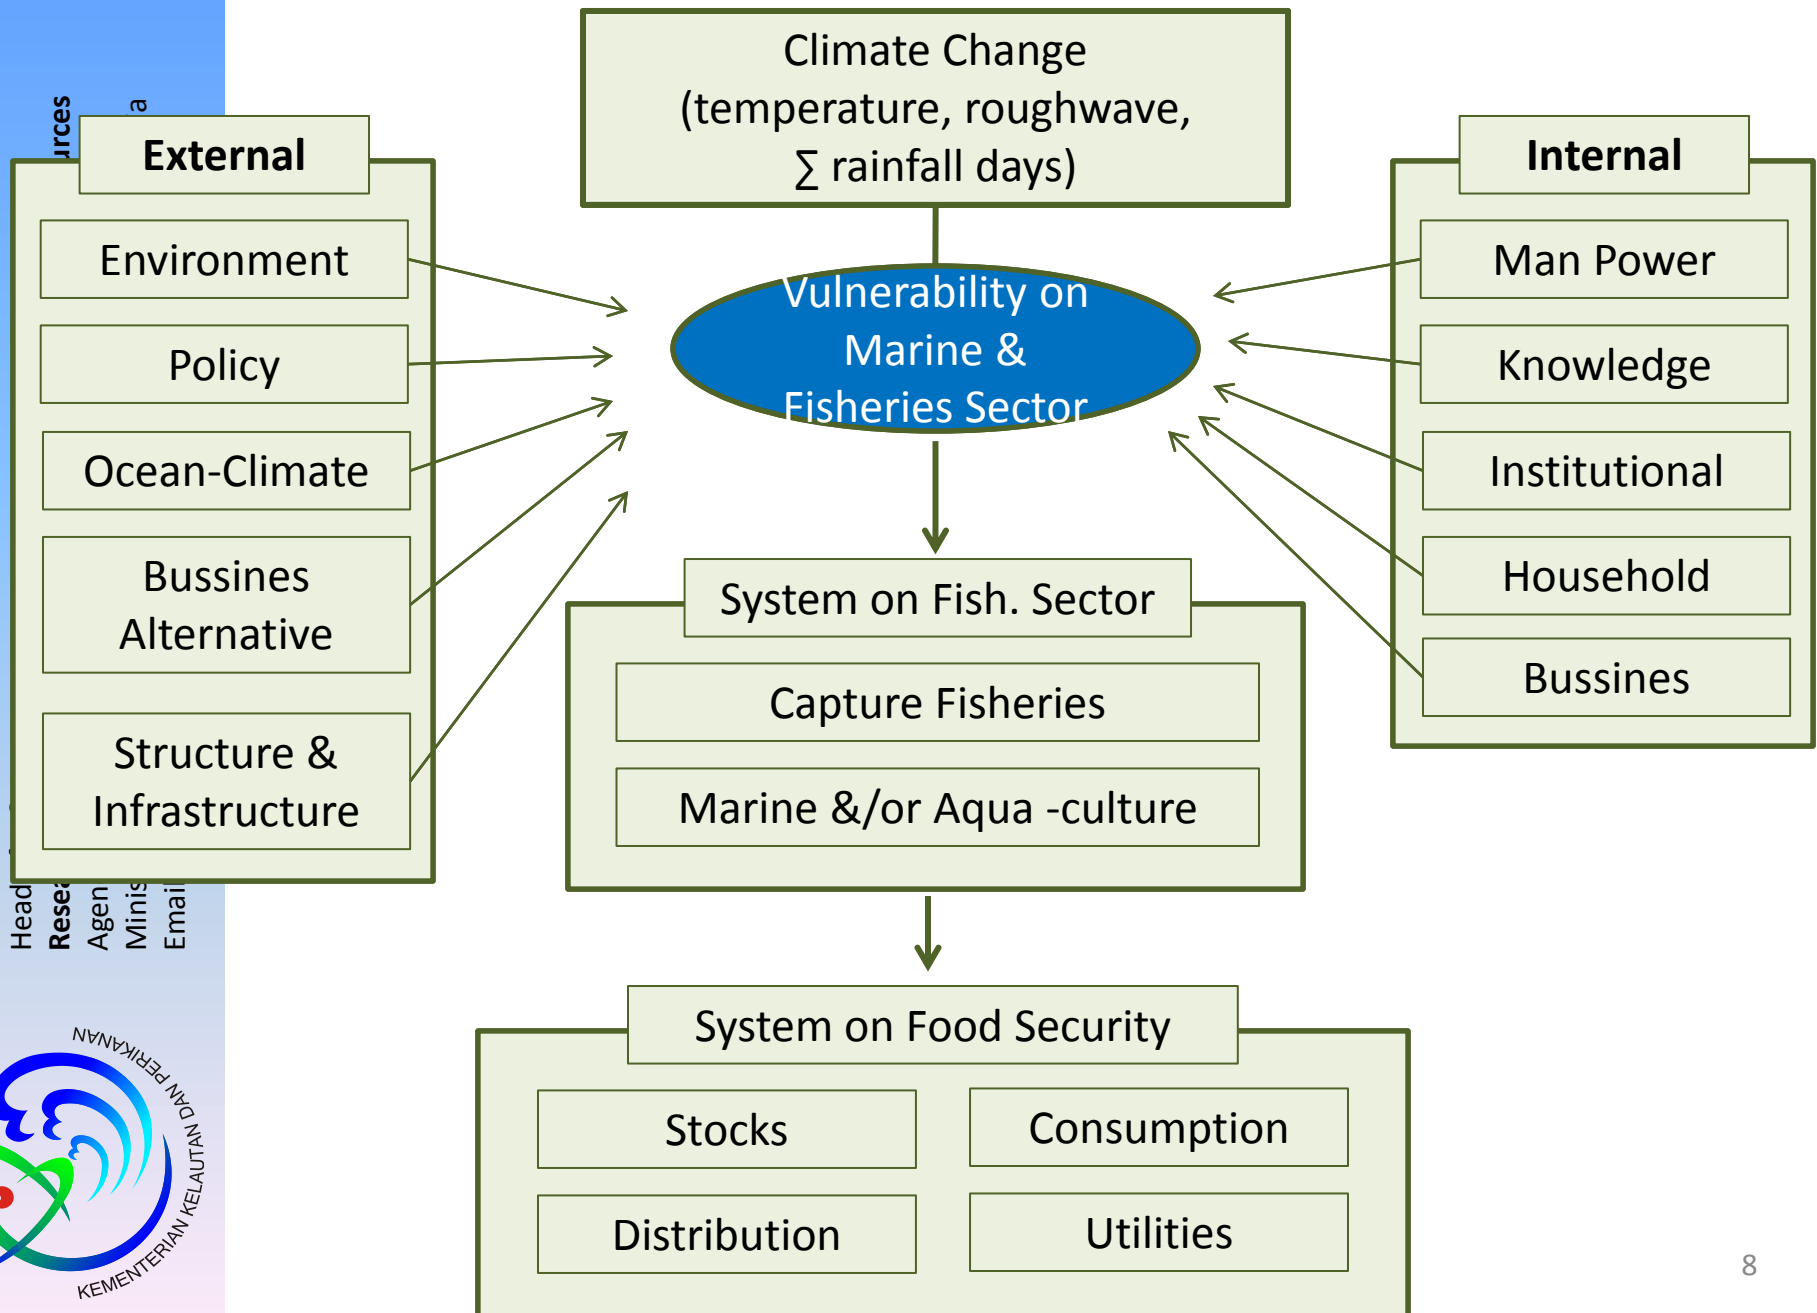 Climate Change
(temperature, roughwave,
∑ rainfall days)
External
Environment
Policy
Ocean-Climate
Bussines
Alternative
Structure &
Infrastructure
Vulnerability on
Marine &
Fisheries Sector
Internal
Man Power
Knowledge
Institutional
Household
Bussines
System on Fish. Sector
Capture Fisheries
Marine &/or Aqua -culture
System on Food Security
Stocks
Consumption
Distribution
Utilities
Head
KEMENTERIAN KELAUTAN DAN PERIKANAN
8